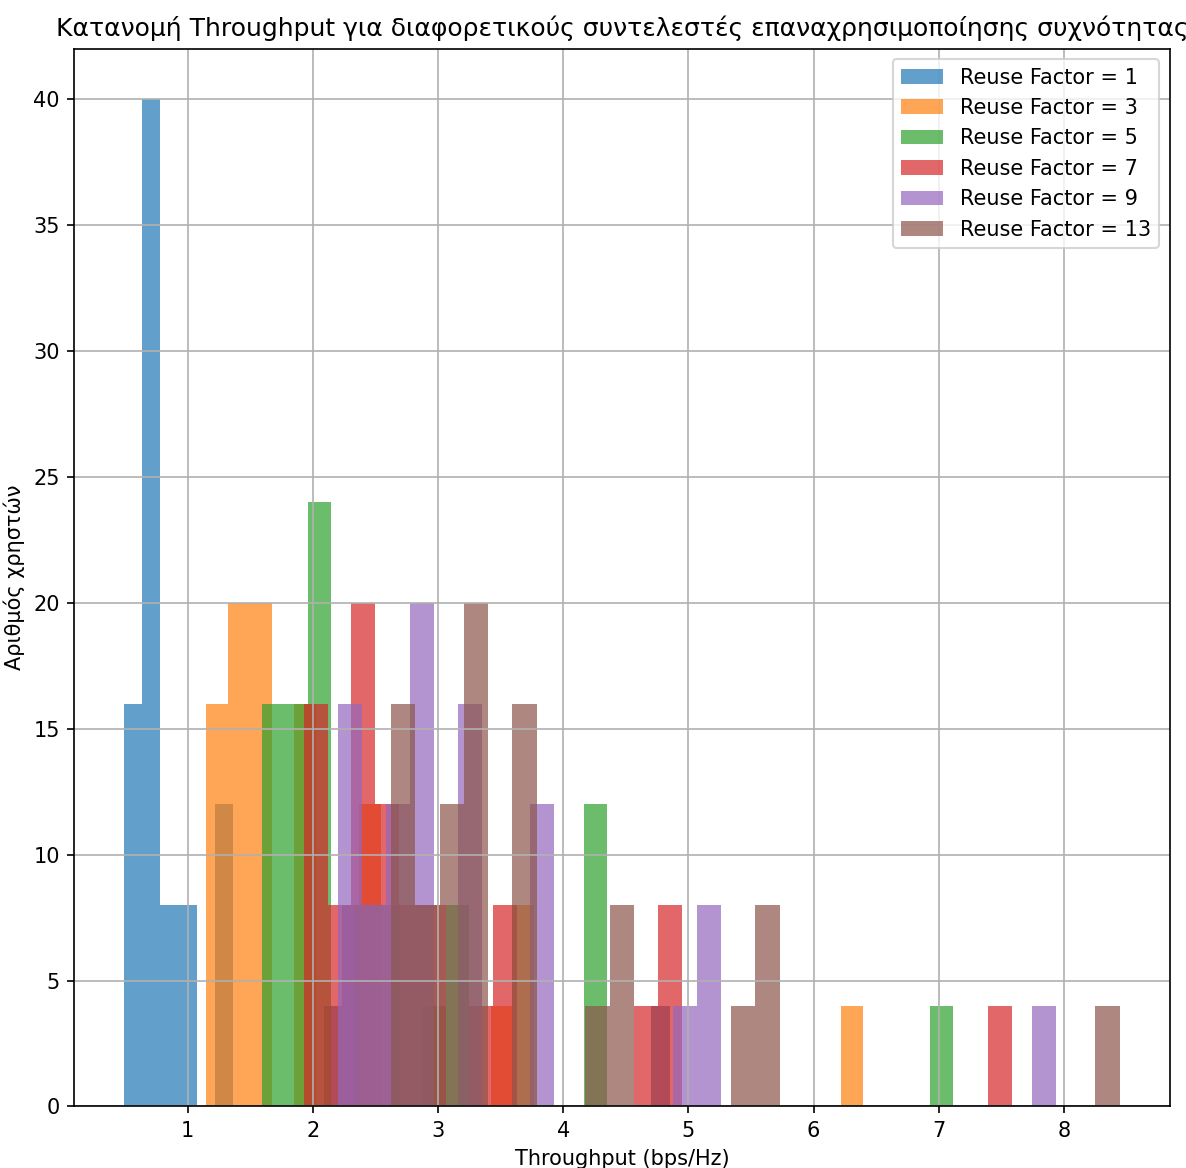 Κατανομή Throughput για διαφορετικούς συντελεστές επαναχρησιμοποίησης συχνότητας
Reuse Factor = 1
Reuse Factor = 3
Reuse Factor = 5
Reuse Factor = 7
Reuse Factor = 9
Reuse Factor = 13
40
35
30
25
20
15
10
5
0
Αριθμός χρηστών
1 2 3 4 5 6 7 8
Throughput (bps/Hz)